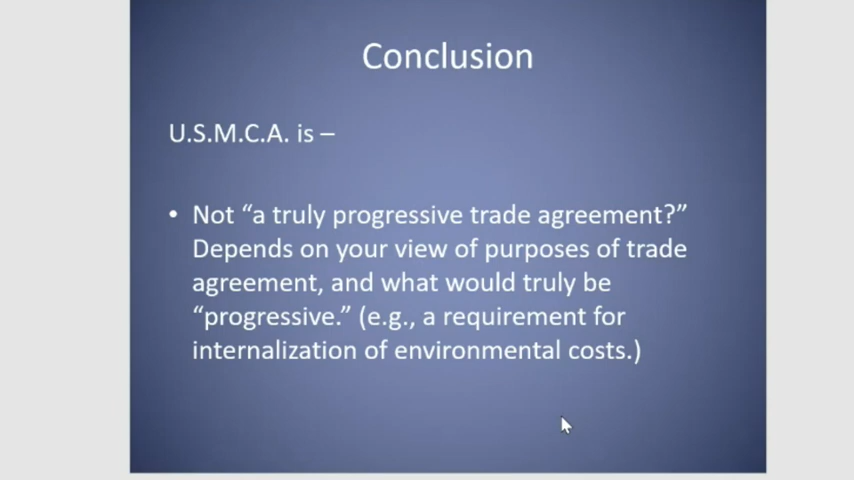 Conclusion
U.S.M.C.A. is –
• Not “a truly progressive trade agreement?”
Depends on your view of purposes of trade
agreement, and what would truly be
“progressive.” (e.g., a requirement for
internalization of environmental costs.)